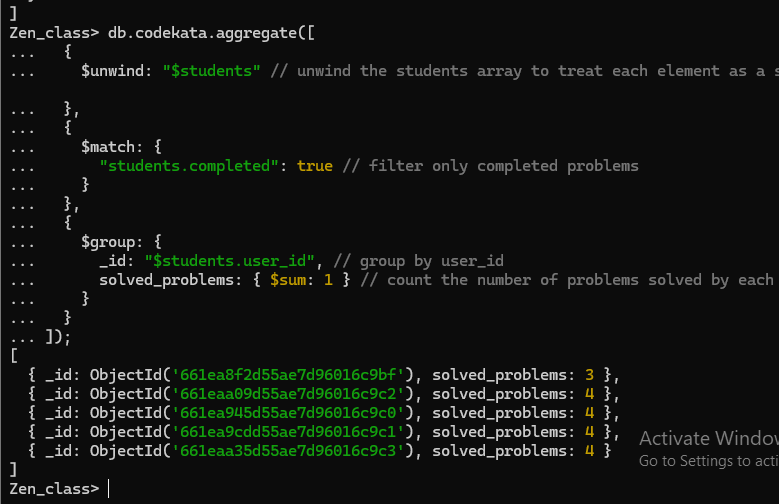 ]
Zen_class> db.codekata.aggregate([
...   {
...     $unwind: "$students" // unwind the students array to treat each element as a s

...   },
...   {
...     $match: {
...       "students.completed": true // filter only completed problems
...     }
...   },
...   {
...     $group: {
...       _id: "$students.user_id", // group by user_id
...       solved_problems: { $sum: 1 } // count the number of problems solved by each
...     }
...   }
... ]);
[
  { _id: ObjectId('661ea8f2d55ae7d96016c9bf'), solved_problems: 3 },
  { _id: ObjectId('661eaa09d55ae7d96016c9c2'), solved_problems: 4 },
  { _id: ObjectId('661ea945d55ae7d96016c9c0'), solved_problems: 4 },
  { _id: ObjectId('661ea9cdd55ae7d96016c9c1'), solved_problems: 4 },
  { _id: ObjectId('661eaa35d55ae7d96016c9c3'), solved_problems: 4 }
]
Zen_class>
Activate Window
Go to Settings to acti